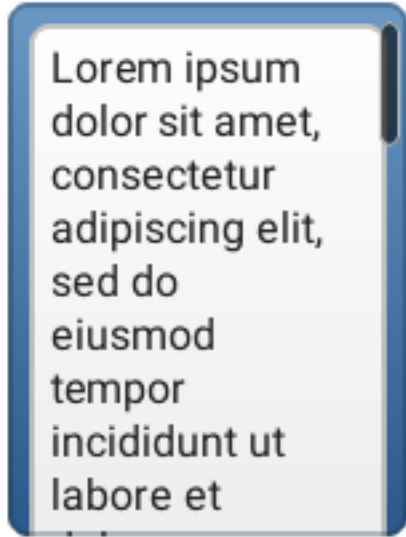 Lorem ipsum
dolor sit amet,
consectetur
adipiscing elit,
sed do
eiusmod
tempor
incididunt ut
labore et